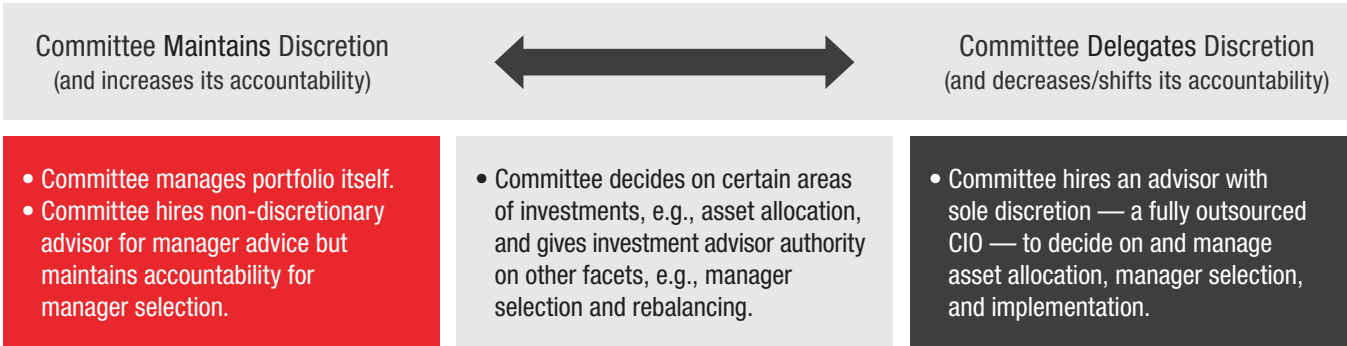 Committee Maintains Discretion
(and increases its accountability)
Committee Delegates Discretion
(and decreases/shifts its accountability)
• Committee manages portfolio itself.
• Committee hires non-discretionary
advisor for manager advice but
maintains accountability for
manager selection.
• Committee decides on certain areas
of investments, e.g., asset allocation,
and gives investment advisor authority
on other facets, e.g., manager
selection and rebalancing.
• Committee hires an advisor with
sole discretion — a fully outsourced
CIO — to decide on and manage
asset allocation, manager selection,
and implementation.